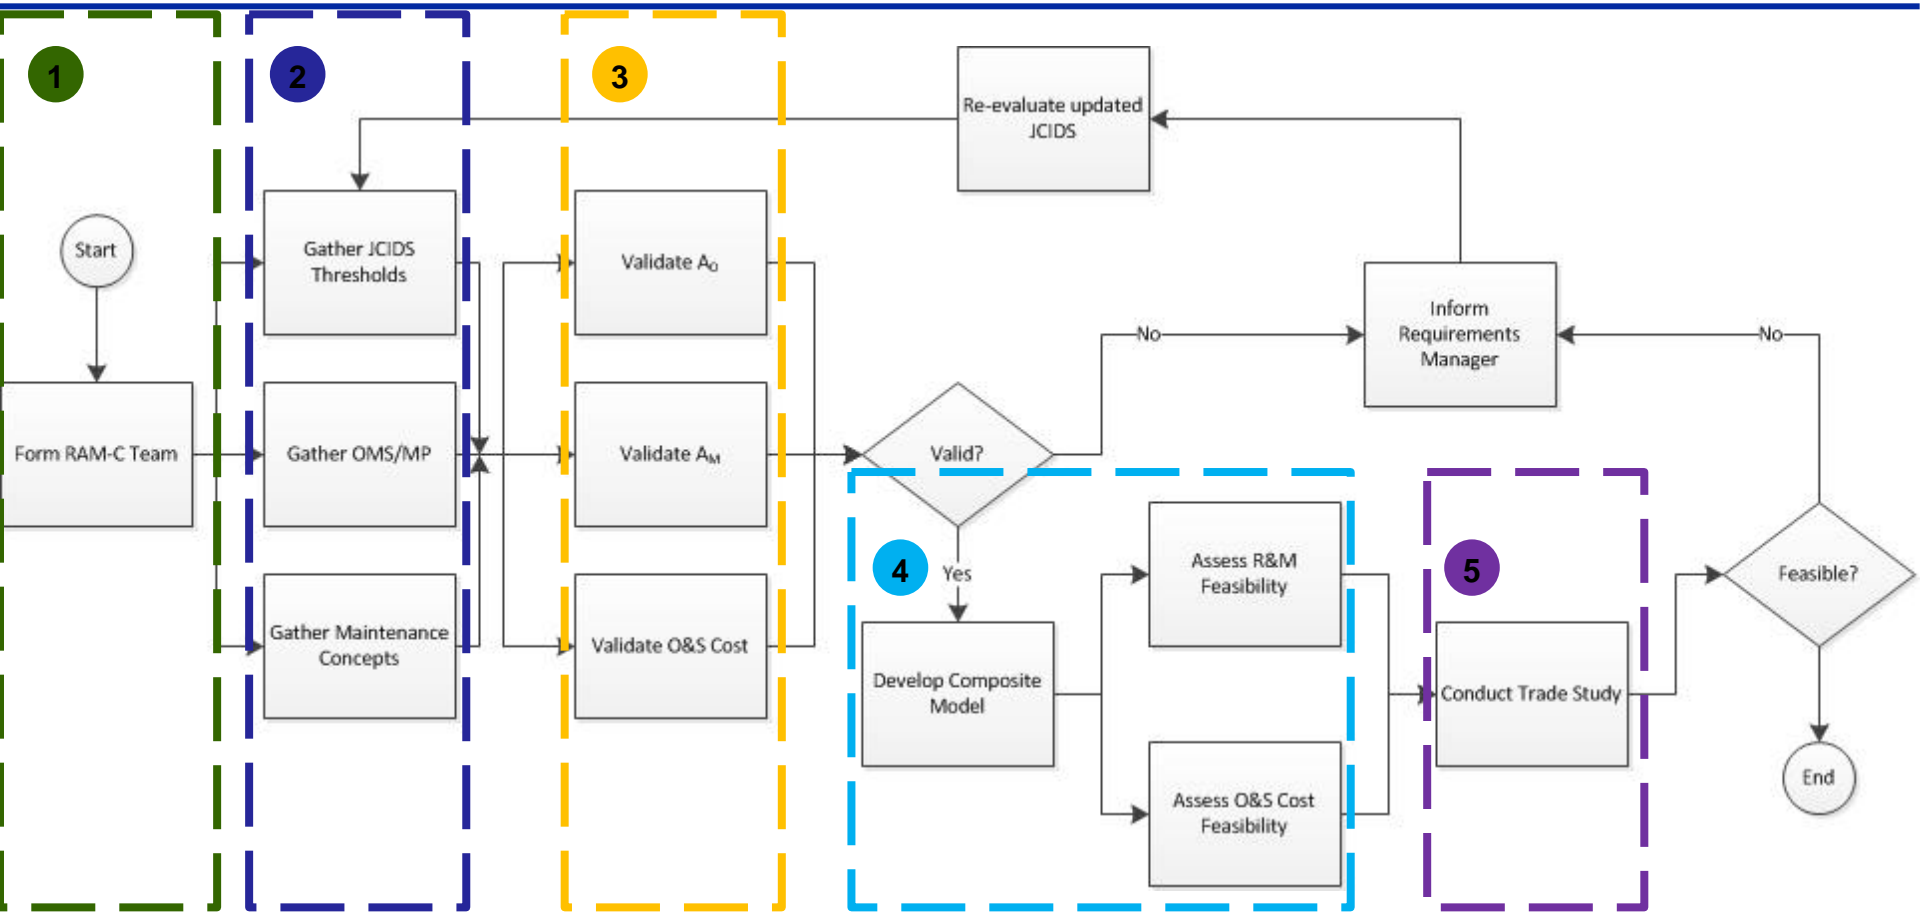 1
2
3
Re-evaluate updated
JCIDS
Start
Gather JCIDS
Thresholds
Validate AO
Inform
Requirements
Manager
No
No
Form RAM-C Team
Gather OMS/MP
Validate AM
Valid?
4
Yes
Assess R&M
Feasibility
5
Feasible?
Gather Maintenance
Concepts
Validate O&S Cost
Develop Composite
Model
Conduct Trade Study
Assess O&S Cost
Feasibility
End